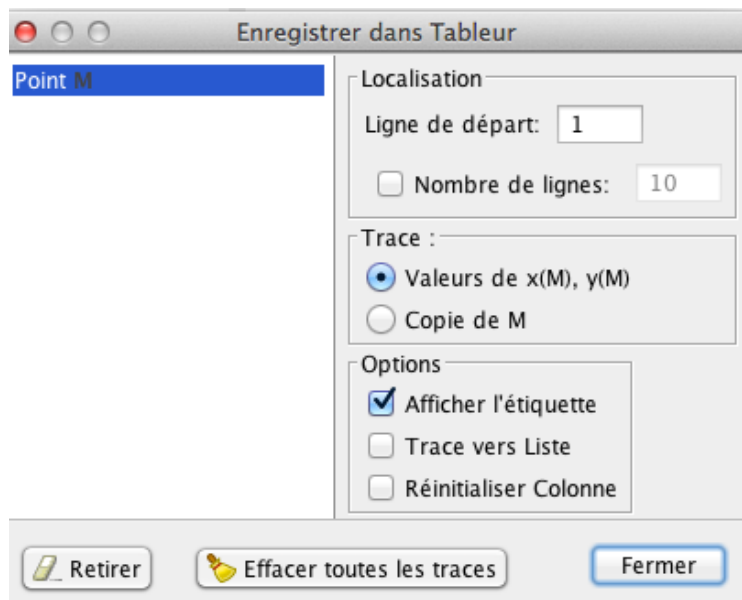 Enregistrer dans Tableur
Point M
Localisation
Ligne de départ: 1
Nombre de lignes: 10
Trace :
Valeurs de x(M), y(M)
Copie de M
Options
Afficher l'étiquette
Trace vers Liste
Réinitialiser Colonne
Retirer
Effacer toutes les traces
Fermer